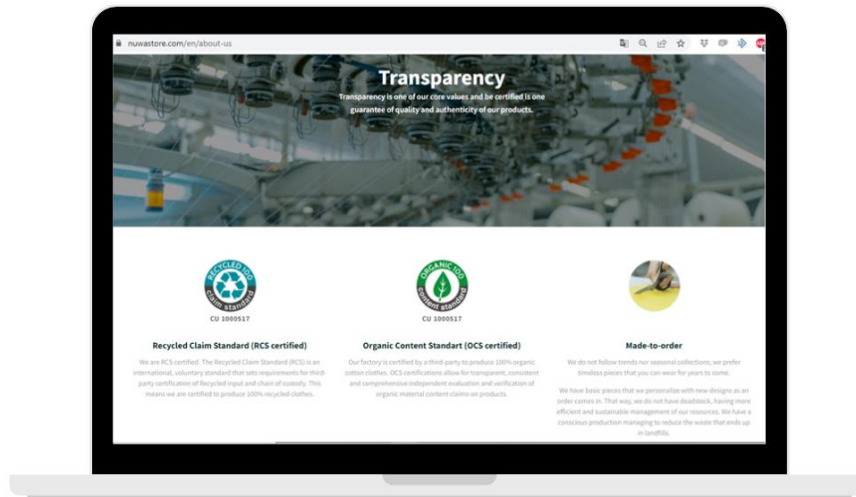 nuwastore.com/en/about-us
Transparency
Transparency is one of our core values and be certified is one
guarantee of quality and authenticity of our products.
RECYCLED 100
claim standard
CU 1000517
Recycled Claim Standard (RCS certified)
We are RCS certified. The Recycled Claim Standard (RCS) is an
international, voluntary standard that sets requirements for third-
party certification of Recycled input and chain of custody. This
means we are certified to produce 100% recycled clothes.
ORGANIC 100
content standard
CU 1000517
Organic Content Standart (OCS certified)
Our factory is certified by a third-party to produce 100% organic
cotton clothes. OCS certifications allow for transparent, consistent
and comprehensive independent evaluation and verification of
organic material content claims on products.
Made-to-order
We do not follow trends nor seasonal collections, we prefer
timeless pieces that you can wear for years to come.
We have basic pieces that we personalize with new designs as an
order comes in. That way, we do not have deadstock, having more
efficient and sustainable management of our resources. We have a
conscious production managing to reduce the waste that ends up
in landfills.